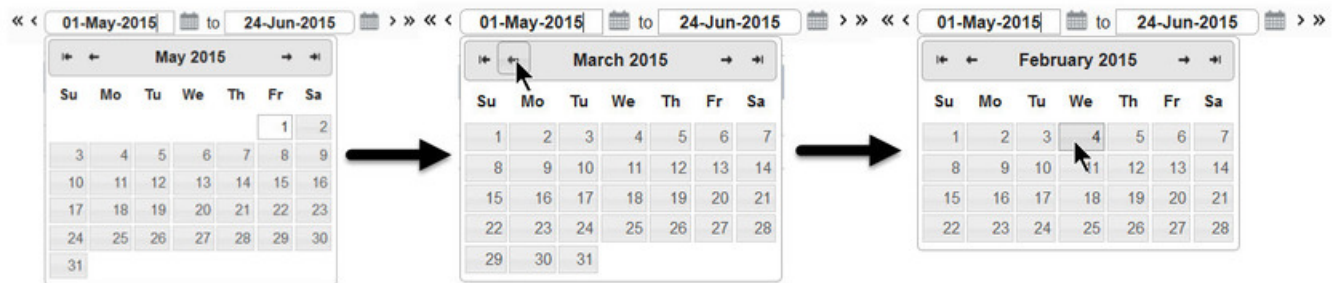 « < 01-May-2015 to 24-Jun-2015 > »
May 2015
Su Mo Tu We Th Fr Sa
1 2
3 4 5 6 7 8 9
10 11 12 13 14 15 16
17 18 19 20 21 22 23
24 25 26 27 28 29 30
31
« < 01-May-2015 to 24-Jun-2015 > »
March 2015
Su Mo Tu We Th Fr Sa
1 2 3 4 5 6 7
8 9 10 11 12 13 14
15 16 17 18 19 20 21
22 23 24 25 26 27 28
29 30 31
« < 01-May-2015 to 24-Jun-2015 > »
February 2015
Su Mo Tu We Th Fr Sa
1 2 3 4 5 6 7
8 9 10 11 12 13 14
15 16 17 18 19 20 21
22 23 24 25 26 27 28